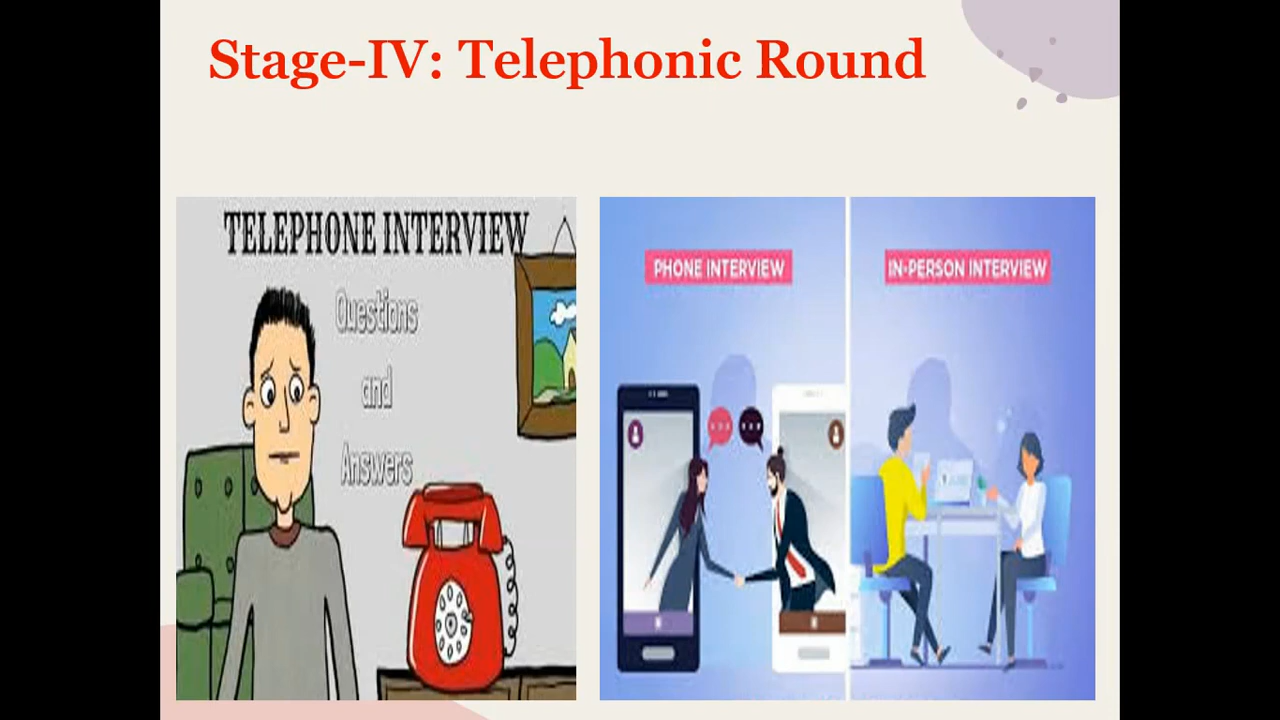 Stage-IV: Telephonic Round
TELEPHONE INTERVIEW
Questions
and
Answers
PHONE INTERVIEW
IN-PERSON INTERVIEW